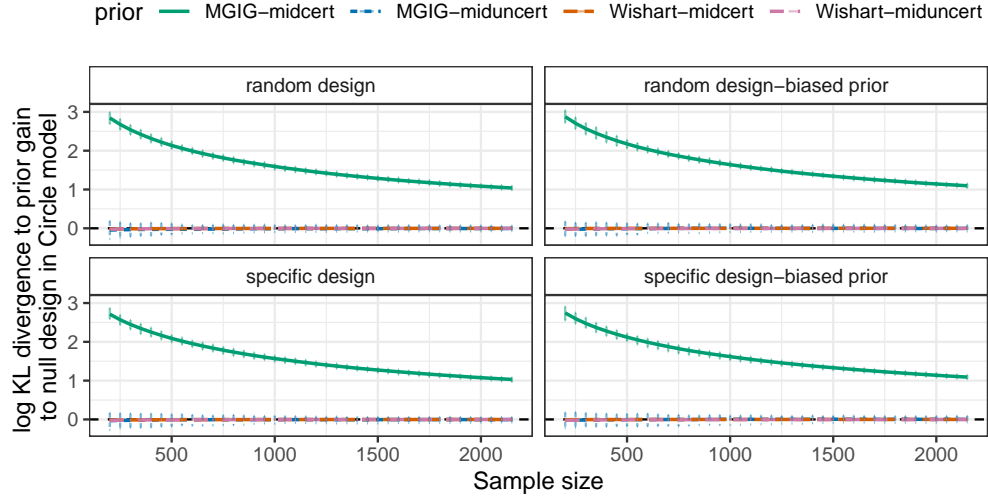 prior MGIG−midcert MGIG−miduncert Wishart−midcert Wishart−miduncert
random design
random design−biased prior
3
2
1
0
specific design
specific design−biased prior
3
2
1
0
500 1000 1500 2000
500 1000 1500 2000
Sample size
log KL divergence to prior gain
to null design in Circle model